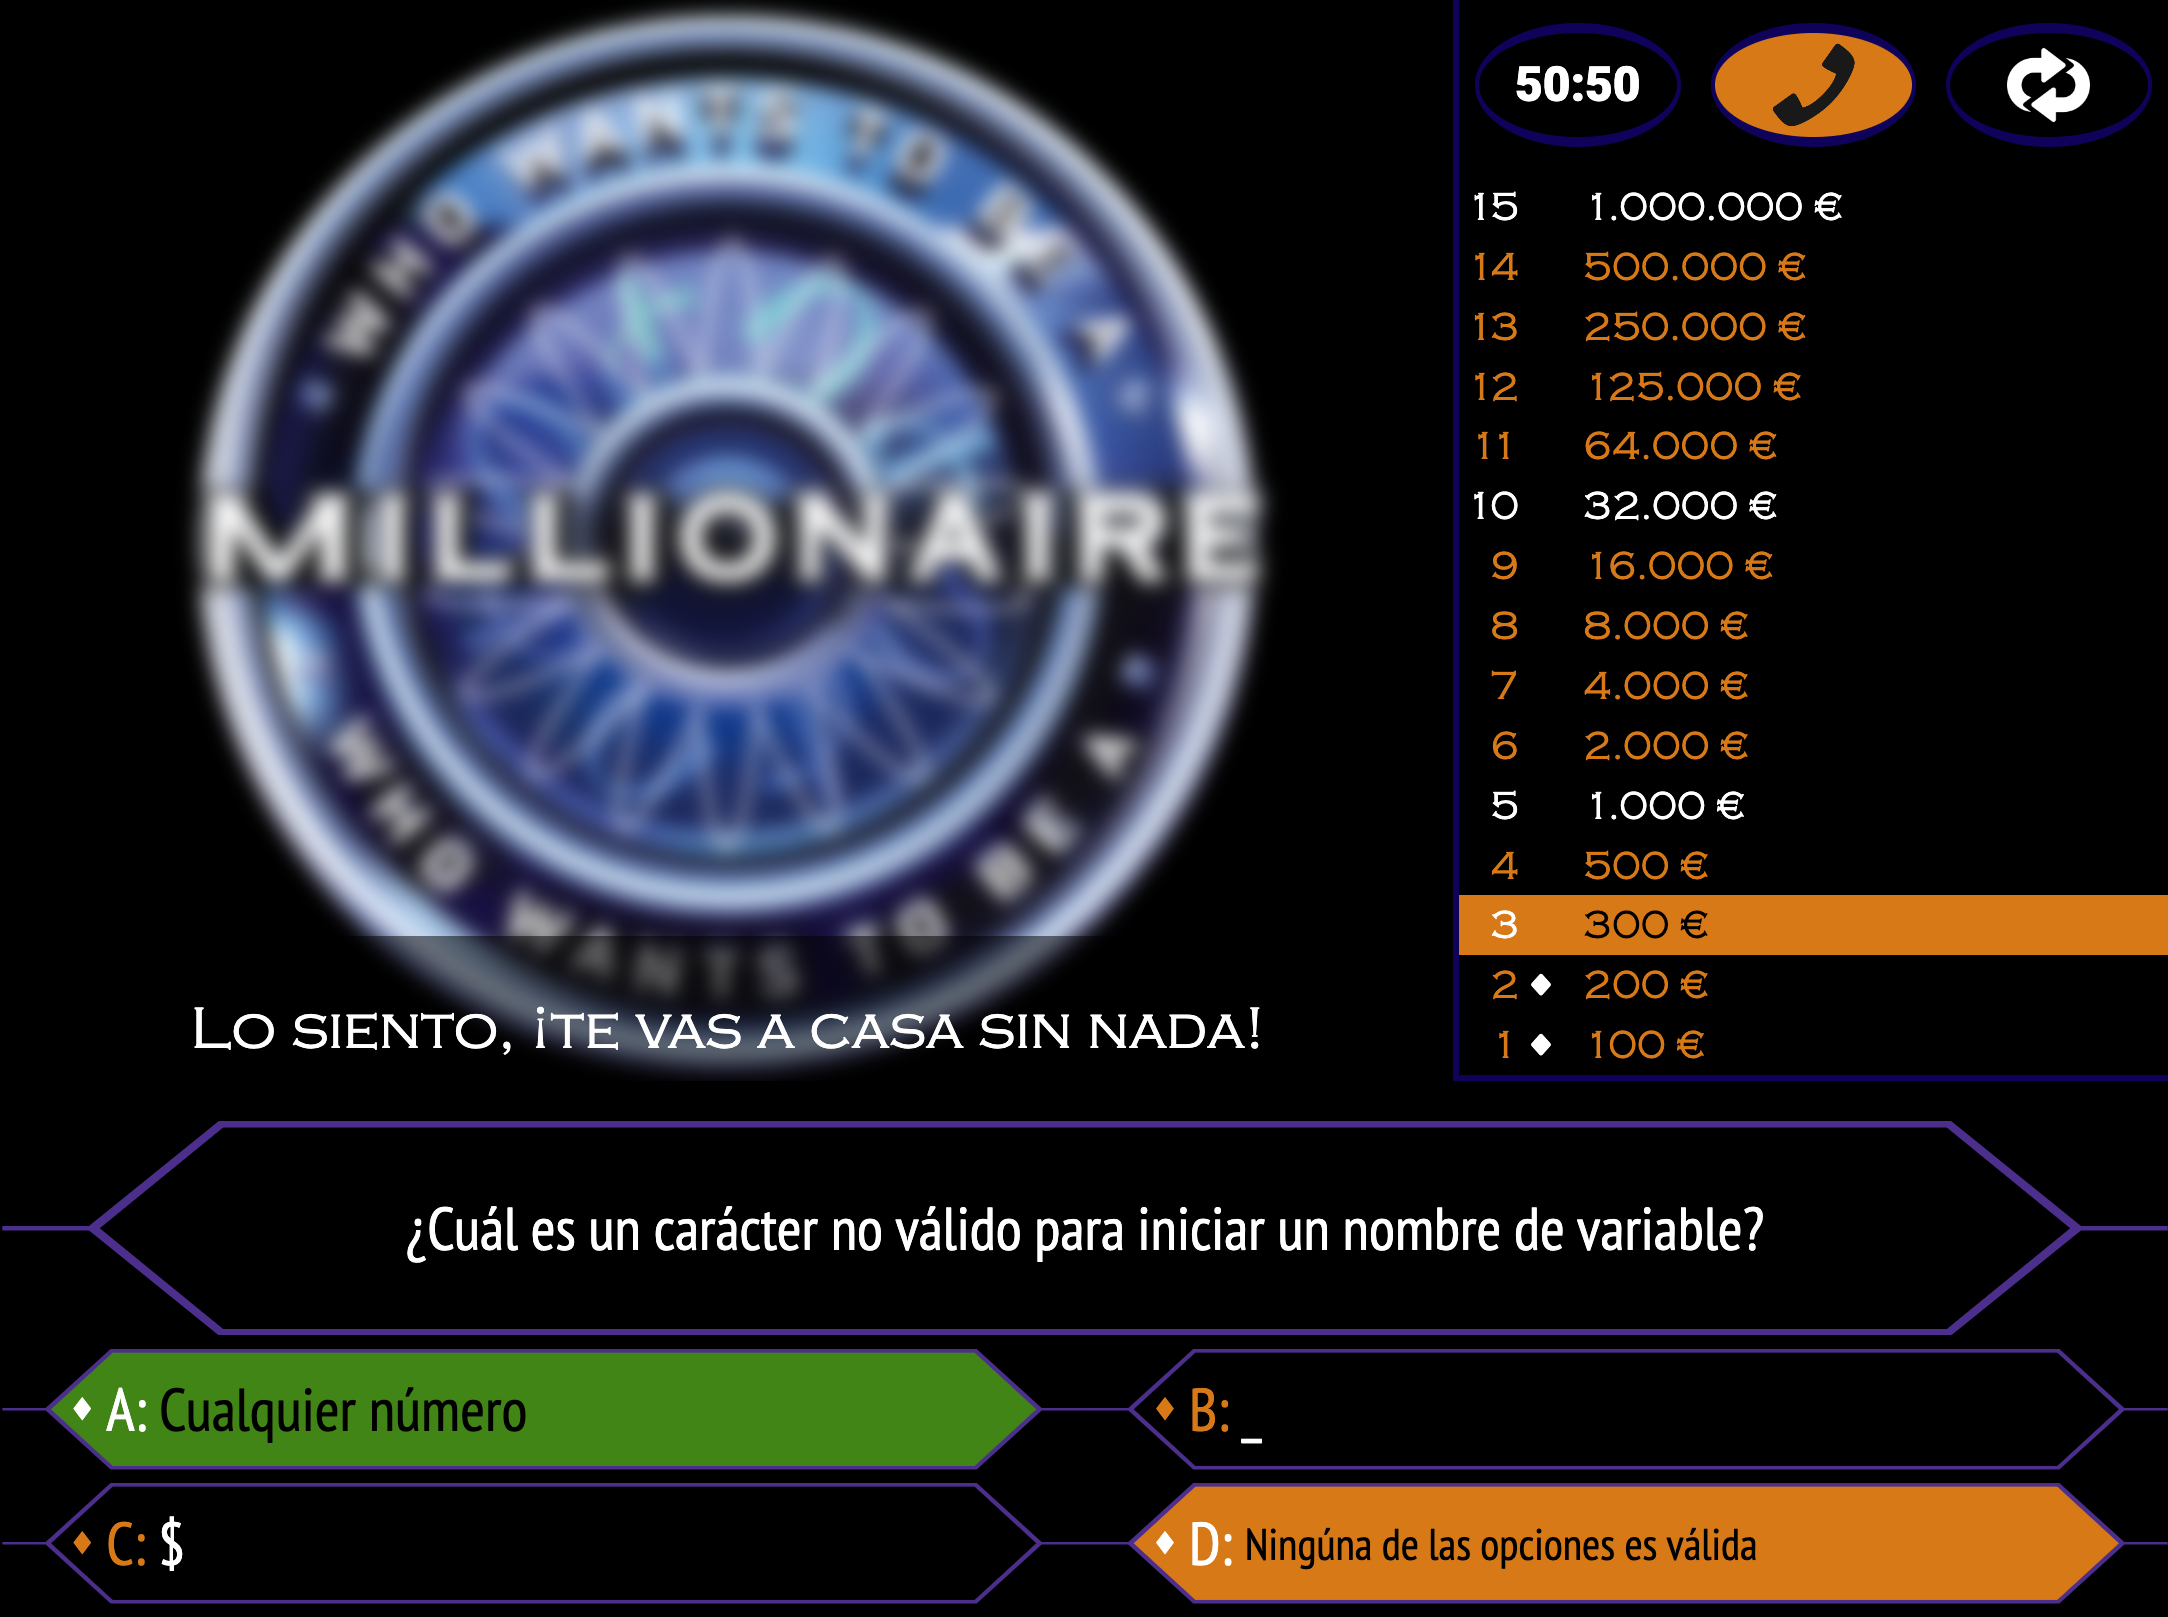 WHO WANTS TO BE A
MILLIONAIRE
WHO WANTS TO BE A
Lo siento, ¡te vas a casa sin nada!
50:50
15 1.000.000 €
14 500.000 €
13 250.000 €
12 125.000 €
11 64.000 €
10 32.000 €
9 16.000 €
8 8.000 €
7 4.000 €
6 2.000 €
5 1.000 €
4 500 €
3 300 €
2 ♦ 200 €
1 ♦ 100 €
¿Cuál es un carácter no válido para iniciar un nombre de variable?
♦ A: Cualquier número
♦ B: _
♦ C: $
♦ D: Ningúna de las opciones es válida